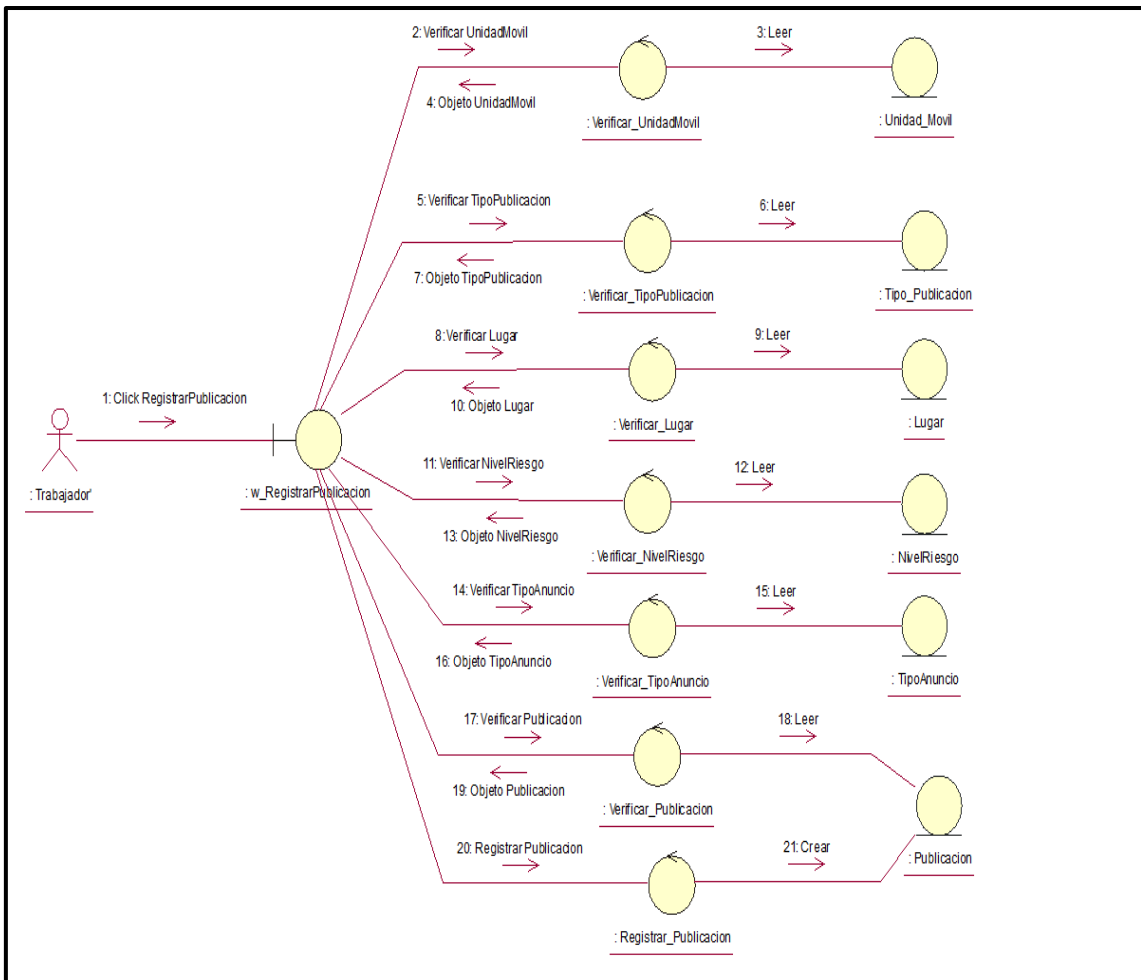 2: Verificar UnidadMovil
3: Leer
4: Objeto UnidadMovil
: Verificar_UnidadMovil
: Unidad_Movil
5: Verificar TipoPublicacion
6: Leer
7: Objeto TipoPublicacion
: Verificar_TipoPublicacion
: Tipo_Publicacion
8: Verificar Lugar
9: Leer
10: Objeto Lugar
: Verificar_Lugar
: Lugar
1: Click RegistrarPublicacion
: Trabajador'
: w_RegistrarPublicacion
11: Verificar NivelRiesgo
12: Leer
13: Objeto NivelRiesgo
: Verificar_NivelRiesgo
: NivelRiesgo
14: Verificar TipoAnuncio
15: Leer
16: Objeto TipoAnuncio
: Verificar_TipoAnuncio
: TipoAnuncio
17: Verificar Publicacion
18: Leer
19: Objeto Publicacion
: Verificar_Publicacion
20: RegistrarPublicacion
21: Crear
: Publicacion
: Registrar_Publicacion